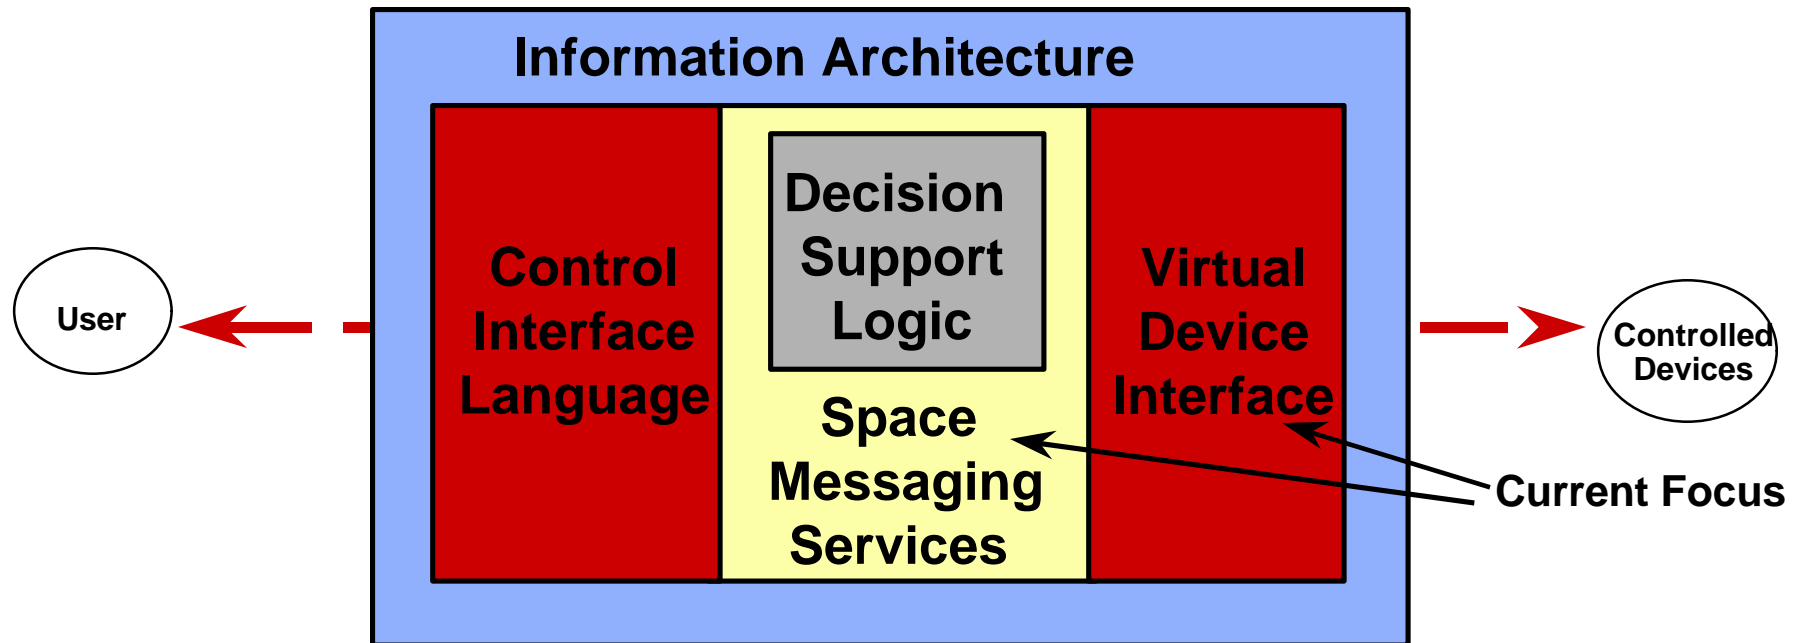 Information Architecture
User
Control
Interface
Language
Decision
Support
Logic
Space
Messaging
Services
Virtual
Device
Interface
Controlled
Devices
Current Focus